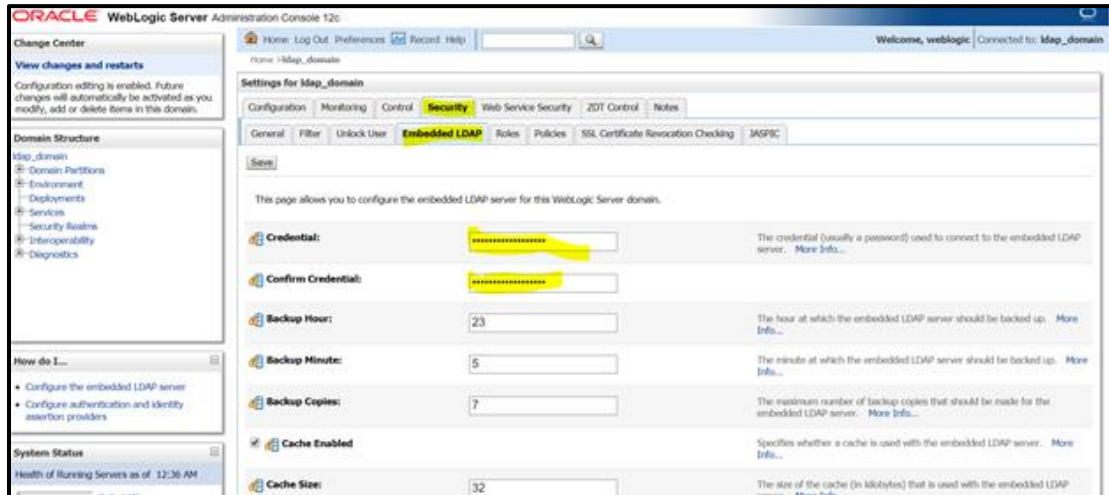 ORACLE WebLogic Server Administration Console 12c
Change Center
View changes and restarts
Configuration editing is enabled. Future
changes will automatically be activated as you
modify, add or delete items in this domain.
Domain Structure
ldap_domain
Domain Partitions
Environment
Deployments
Services
Security Realms
Interoperability
Diagnostics
How do I...
Configure the embedded LDAP server
Configure authentication and identity
assertion providers
System Status
Health of Running Servers as of 12:36 AM
Home Log Out Preferences Record Help
Welcome, weblogic Connected to: ldap_domain
Home >ldap_domain
Settings for ldap_domain
Configuration Monitoring Control Security Web Service Security ZDT Control Notes
General Filter Unlock User Embedded LDAP Roles Policies SSL Certificate Revocation Checking JASPIC
Save
This page allows you to configure the embedded LDAP server for this WebLogic Server domain.
Credential: •••••••••••••••••• The credential (usually a password) used to connect to the embedded LDAP
server. More Info...
Confirm Credential: ••••••••••••••••••
Backup Hour: 23 The hour at which the embedded LDAP server should be backed up. More
Info...
Backup Minute: 5 The minute at which the embedded LDAP server should be backed up. More
Info...
Backup Copies: 7 The maximum number of backup copies that should be made for the
embedded LDAP server. More Info...
Cache Enabled Specifies whether a cache is used with the embedded LDAP server. More
Info...
Cache Size: 32 The size of the cache (in kilobytes) that is used with the embedded LDAP
server. More Info...